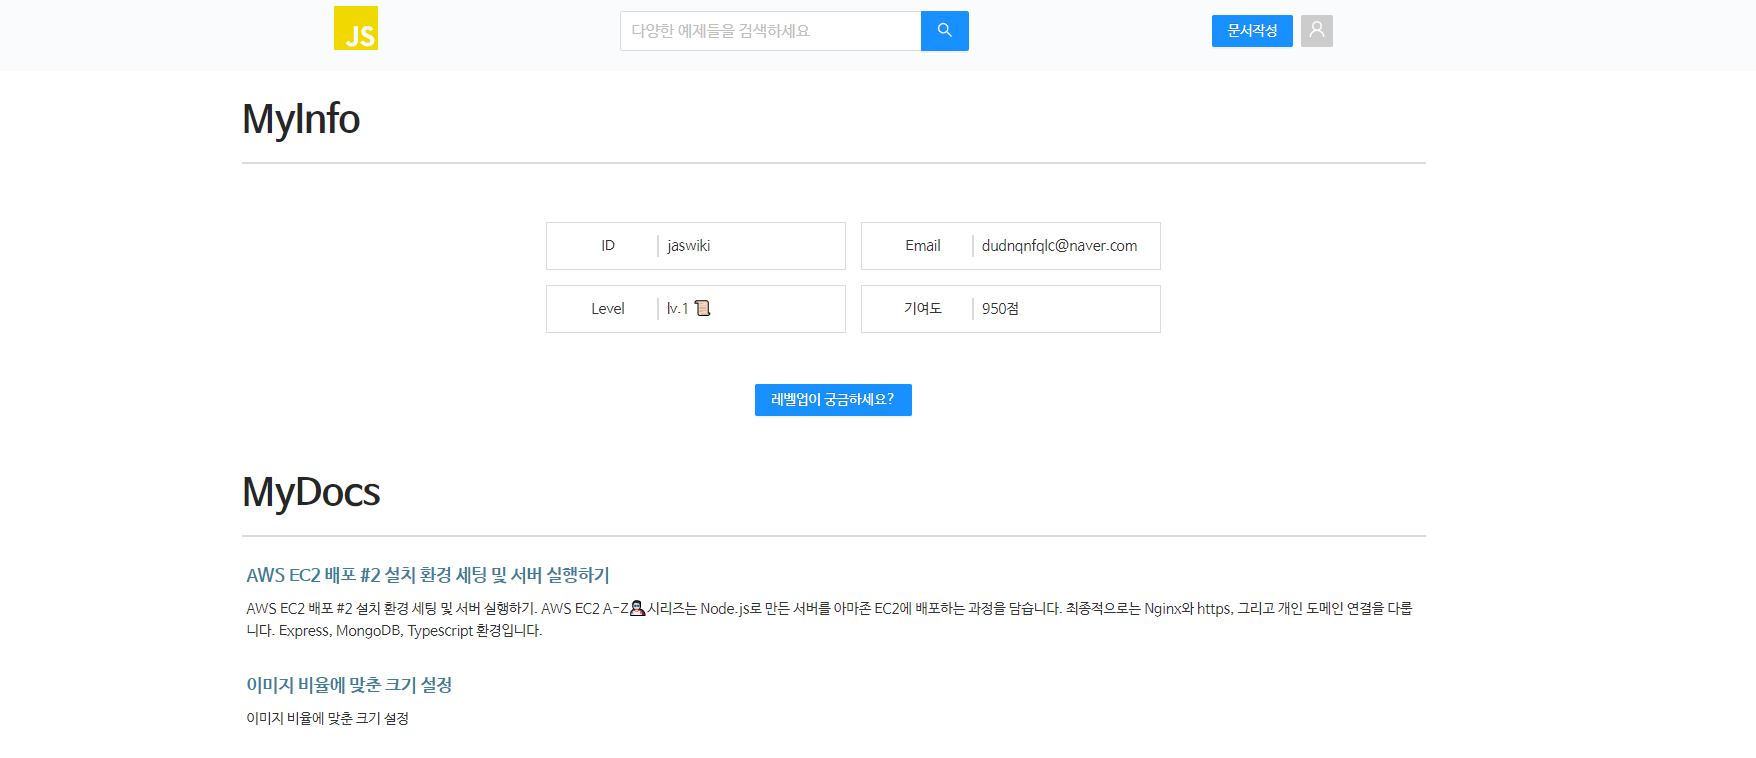 JS
다양한 예제들을 검색하세요
문서작성
MyInfo
ID jaswiki
Email dudnqnfqlc@naver.com
Level lv.1 📜
기여도 950점
레벨업이 궁금하세요?
MyDocs
AWS EC2 배포 #2 설치 환경 세팅 및 서버 실행하기
AWS EC2 배포 #2 설치 환경 세팅 및 서버 실행하기. AWS EC2 A-Z🧛🏻시리즈는 Node.js로 만든 서버를 아마존 EC2에 배포하는 과정을 담습니다. 최종적으로는 Nginx와 https, 그리고 개인 도메인 연결을 다룹
니다. Express, MongoDB, Typescript 환경입니다.
이미지 비율에 맞춘 크기 설정
이미지 비율에 맞춘 크기 설정